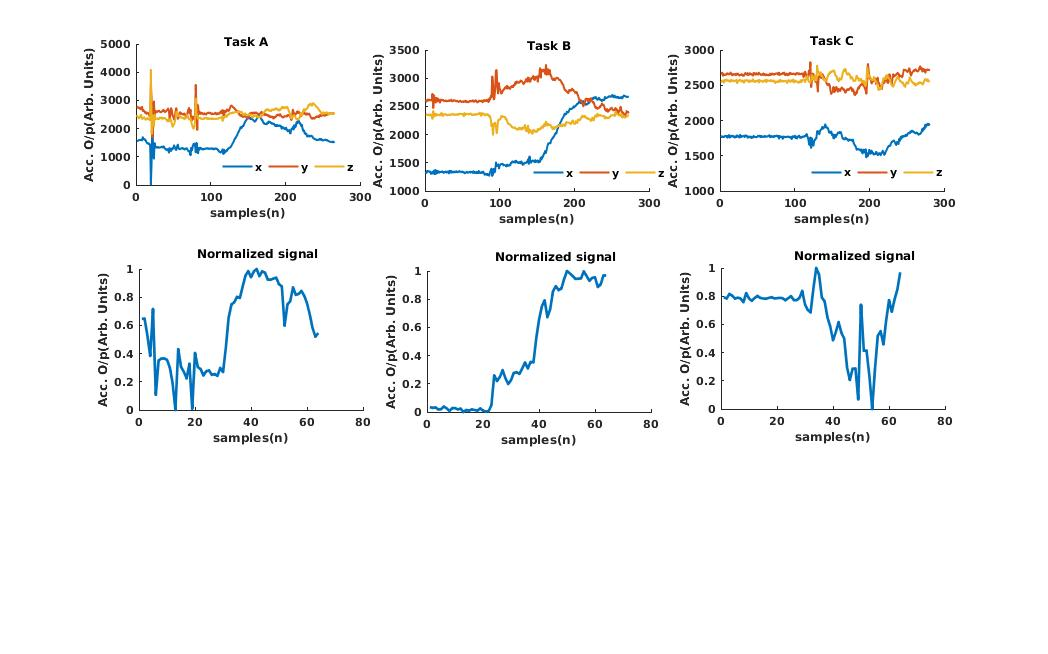 Task A
Acc. O/p(Arb. Units)
5000
4000
3000
2000
1000
0
0 100 200 300
samples(n)
x y z
Task B
Acc. O/p(Arb. Units)
3500
3000
2500
2000
1500
1000
0 100 200 300
samples(n)
x y z
Task C
Acc. O/p(Arb. Units)
3000
2500
2000
1500
1000
0 100 200 300
samples(n)
x y z
Normalized signal
Acc. O/p(Arb. Units)
1
0.8
0.6
0.4
0.2
0
0 20 40 60 80
samples(n)
Normalized signal
Acc. O/p(Arb. Units)
1
0.8
0.6
0.4
0.2
0
0 20 40 60 80
samples(n)
Normalized signal
Acc. O/p(Arb. Units)
1
0.8
0.6
0.4
0.2
0
0 20 40 60 80
samples(n)